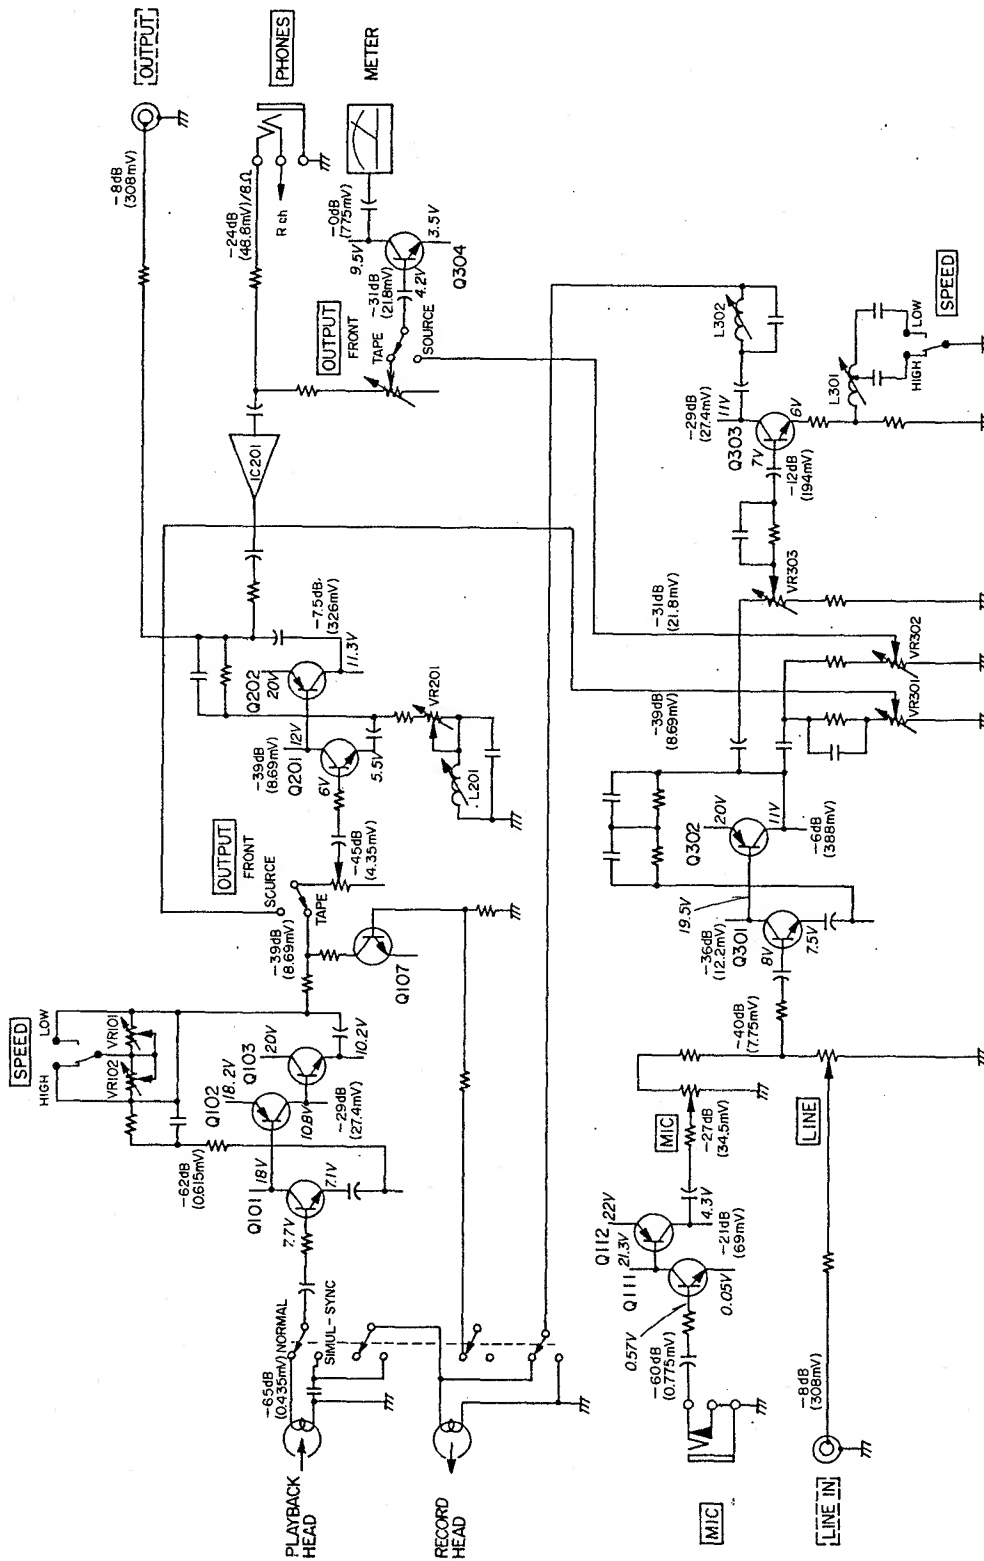 SPEED
HIGH
LOW
VR102
VR101
-62dB
(0.615mV)
Q101
18V
7.7V
7.1V
Q102
18.2V
10.8V
-29dB
(27.4mV)
Q103
20V
10.2V
-39dB
(8.69mV)
Q107
OUTPUT
FRONT
SOURCE
TAPE
-45dB
(4.35mV)
-39dB
(8.69mV)
Q201
6V
12V
5.5V
Q202
20V
11.3V
-7.5dB
(326mV)
VR201
L201
IC201
-8dB
(308mV)
OUTPUT
-24dB
(48.8mV)/8Ω
R ch
PHONES
OUTPUT
FRONT
TAPE
SOURCE
-31dB
(21.8mV)
4.2V
9.5V
3.5V
Q304
-0dB
(775mV)
METER
PLAYBACK
HEAD
-65dB
(0.435mV)
NORMAL
SIMUL-SYNC
RECORD
HEAD
MIC
-60dB
(0.775mV)
0.57V
Q111
21.3V
0.05V
Q112
22V
4.3V
-21dB
(69mV)
MIC
-27dB
(34.5mV)
LINE IN
-8dB
(308mV)
LINE
-40dB
(7.75mV)
-36dB
(12.2mV)
Q301
8V
19.5V
7.5V
Q302
20V
11V
-6dB
(388mV)
-39dB
(8.69mV)
VR301
VR302
-31dB
(21.8mV)
VR303
-12dB
(194mV)
7V
Q303
-29dB
(27.4mV)
11V
6V
L302
L301
HIGH
LOW
SPEED